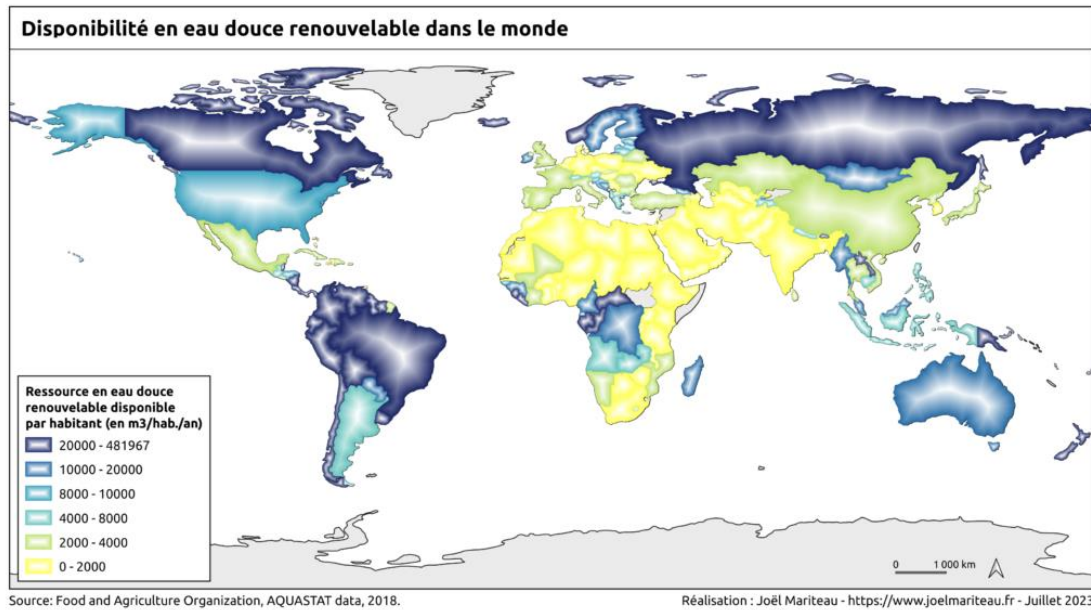 Disponibilité en eau douce renouvelable dans le monde
Ressource en eau douce
renouvelable disponible
par habitant (en m3/hab./an)
20000 - 481967
10000 - 20000
8000 - 10000
4000 - 8000
2000 - 4000
0 - 2000
0 1 000 km
Source: Food and Agriculture Organization, AQUASTAT data, 2018.
Réalisation : Joël Mariteau - https://www.joelmariteau.fr - Juillet 2023